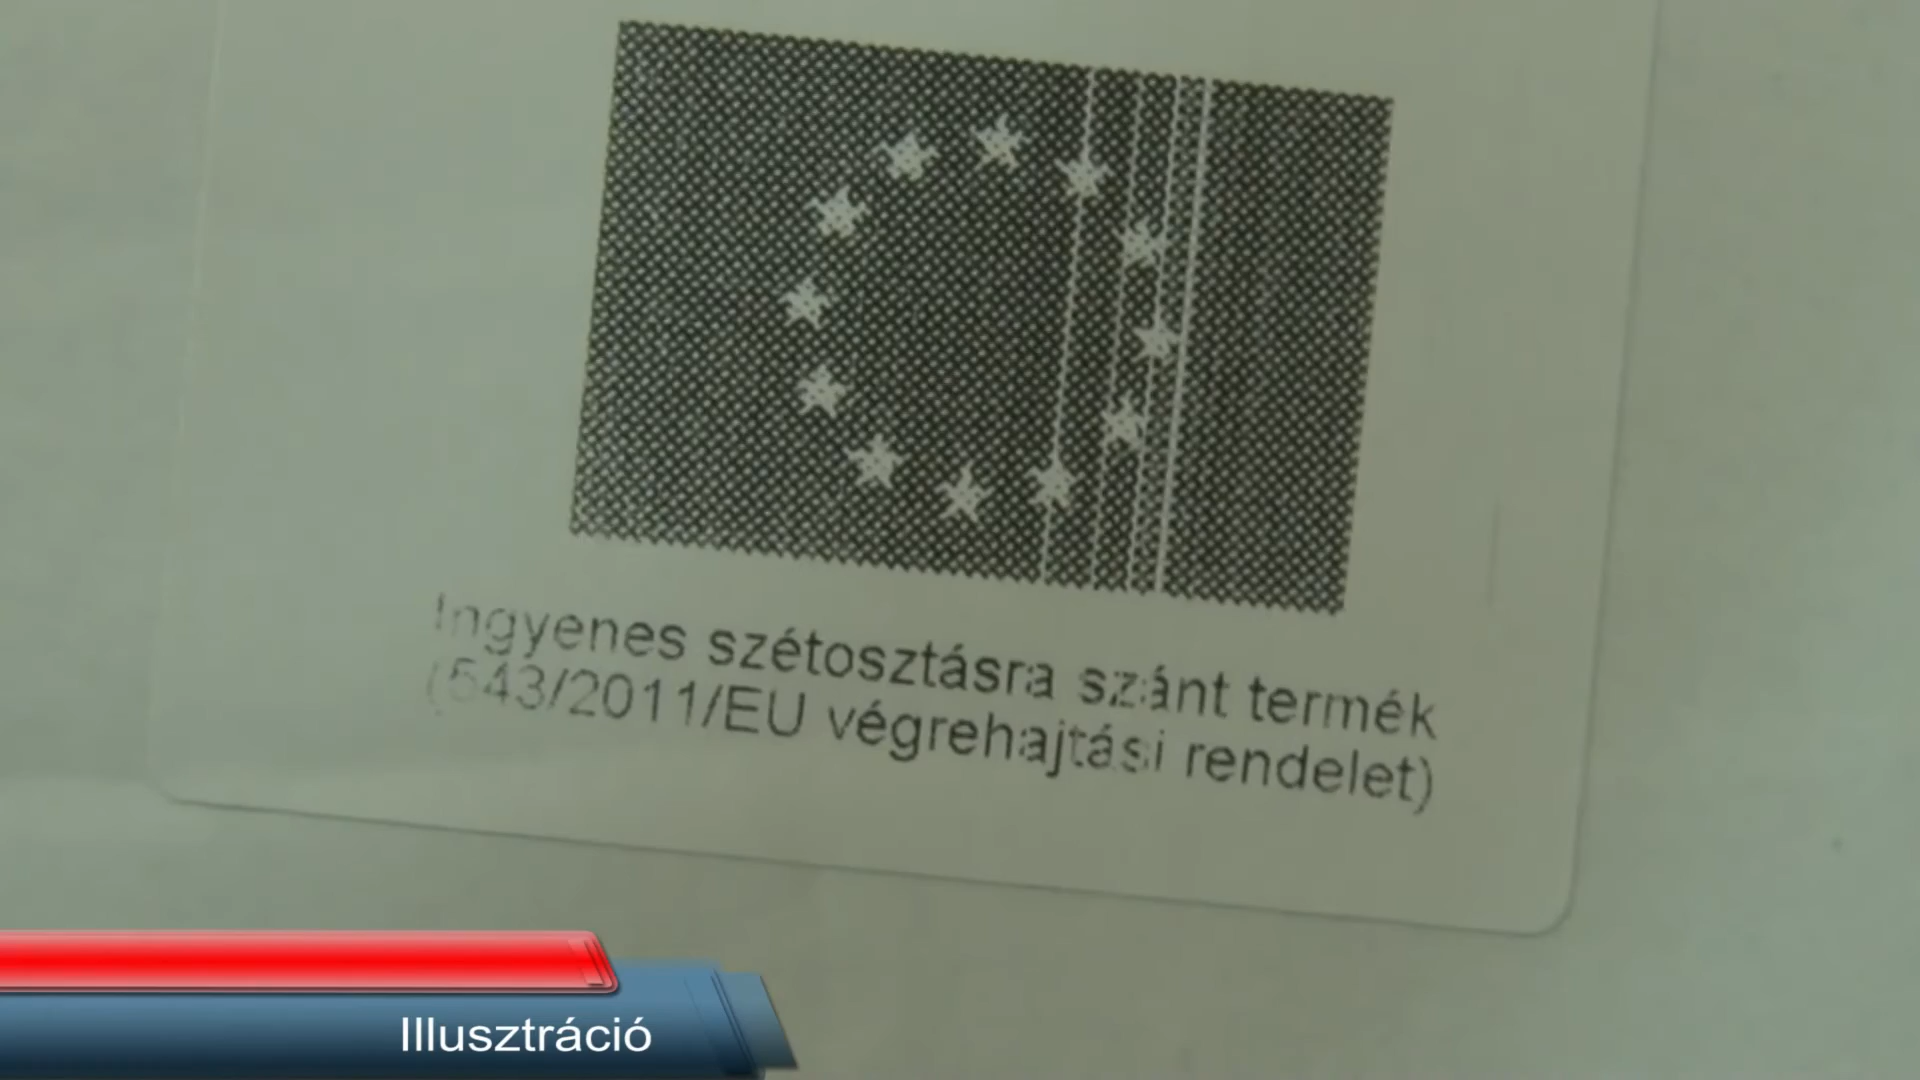 Ingyenes szétosztásra szánt termék
(543/2011/EU végrehajtási rendelet)
Illusztráció